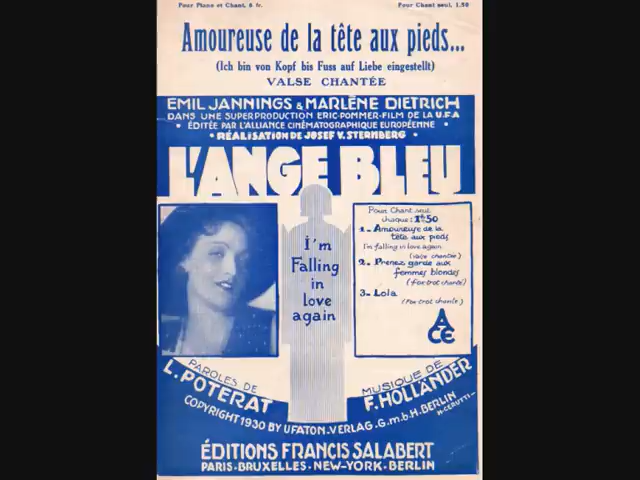 Pour Piano et Chant, 6 fr.
Pour Chant seul, 1.50
Amoureuse de la tête aux pieds...
(Ich bin von Kopf bis Fuss auf Liebe eingestellt)
VALSE CHANTÉE
EMIL JANNINGS & MARLÈNE DIETRICH
DANS UNE SUPERPRODUCTION ERIC-POMMER-FILM DE LA U.F.A
• ÉDITÉE PAR L'ALLIANCE CINÉMATOGRAPHIQUE EUROPÉENNE •
• RÉALISATION DE JOSEF V. STERNBERG •
L'ANGE BLEU
I'm
Falling
in
love
again
Pour Chant seul
chaque : 1f50
1- Amoureuse de la
tête aux pieds
I'm falling in love again
(valse chantée)
2- Prenez garde aux
femmes blondes
(Fox-trot chanté)
3- Lola
(Fox-trot chanté)
ACE
PAROLES DE
L. POTERAT
MUSIQUE DE
F. HOLLÄNDER
COPYRIGHT 1930 BY UFATON-VERLAG-G.m.b.H-BERLIN
N. CERUTTI-
ÉDITIONS FRANCIS SALABERT
PARIS-BRUXELLES-NEW-YORK-BERLIN